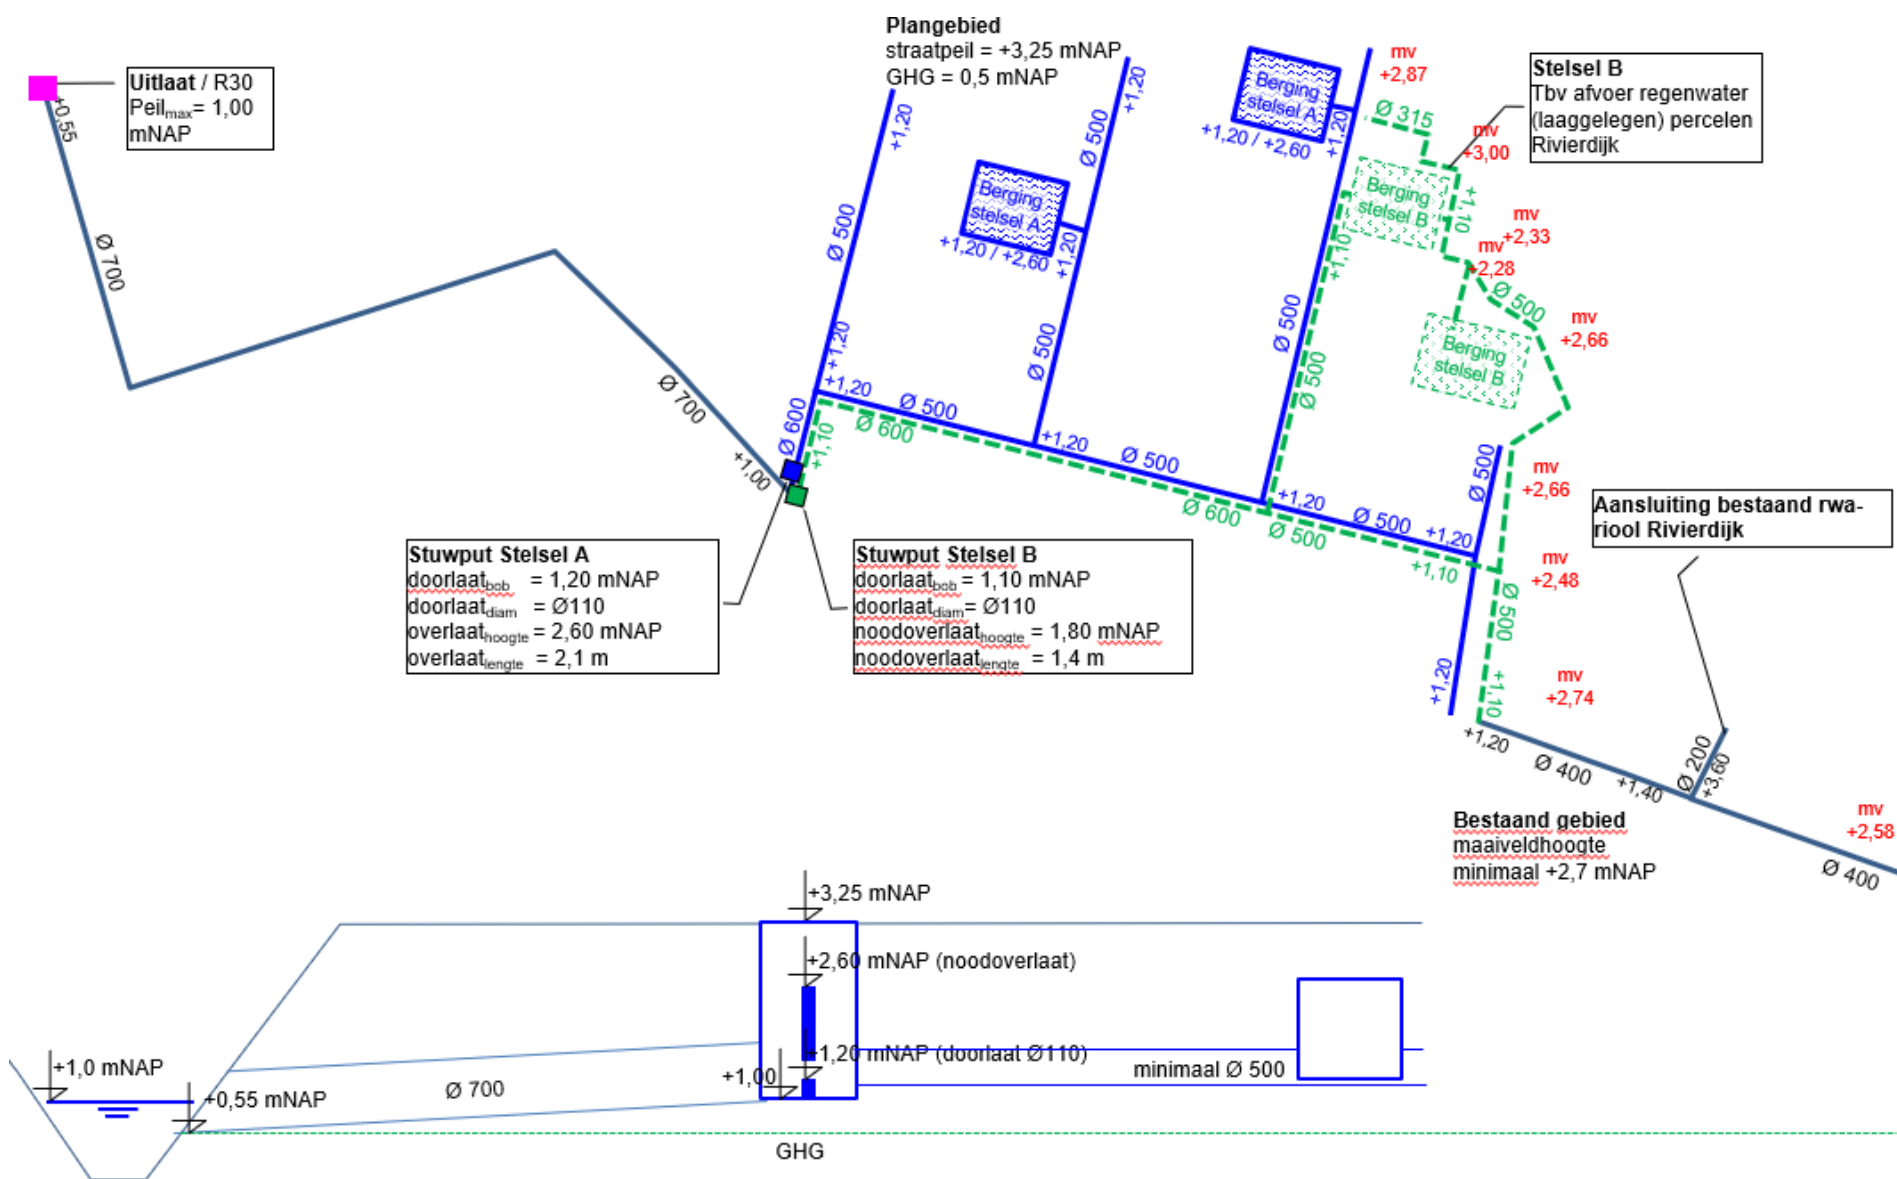 Plangebied
straatpeil = +3,25 mNAP
GHG = 0,5 mNAP
Uitlaat / R30
Peilmax= 1,00
mNAP
+0,55
Ø 700
Ø 700
+1,00
Stelsel B
Tbv afvoer regenwater
(laaggelegen) percelen
Rivierdijk
mv
+2,87
Ø 315
mv
+3,00
+1,20
+1,20
Ø 500
Berging
stelsel A
+1,20 / +2,60
+1,20
Berging
stelsel A
+1,20 / +2,60
+1,20
Berging
stelsel B
+1,10
+1,10
mv
+2,33
mv
+2,28
Ø 500
Ø 500
mv
+2,66
Berging
stelsel B
Ø 500
Ø 500
Ø 500
+1,20
+1,20
Ø 500
Ø 600
Ø 600
+1,10
+1,20
Ø 500
Ø 600
+1,20
Ø 500
Ø 500
+1,20
+1,10
Ø 500
mv
+2,66
mv
+2,48
Ø 500
+1,10
+1,20
mv
+2,74
Aansluiting bestaand rwa-
riool Rivierdijk
Stuwput Stelsel A
doorlaatbob = 1,20 mNAP
doorlaatdiam = Ø110
overlaathoogte = 2,60 mNAP
overlaatlengte = 2,1 m
Stuwput Stelsel B
doorlaatbob = 1,10 mNAP
doorlaatdiam= Ø110
noodoverlaathoogte = 1,80 mNAP
noodoverlaatlengte = 1,4 m
+1,20
Ø 400
+1,40
Ø 200
+3,60
mv
+2,58
Ø 400
Bestaand gebied
maaiveldhoogte
minimaal +2,7 mNAP
+3,25 mNAP
+2,60 mNAP (noodoverlaat)
+1,20 mNAP (doorlaat Ø110)
+1,00
minimaal Ø 500
+1,0 mNAP
+0,55 mNAP
Ø 700
GHG